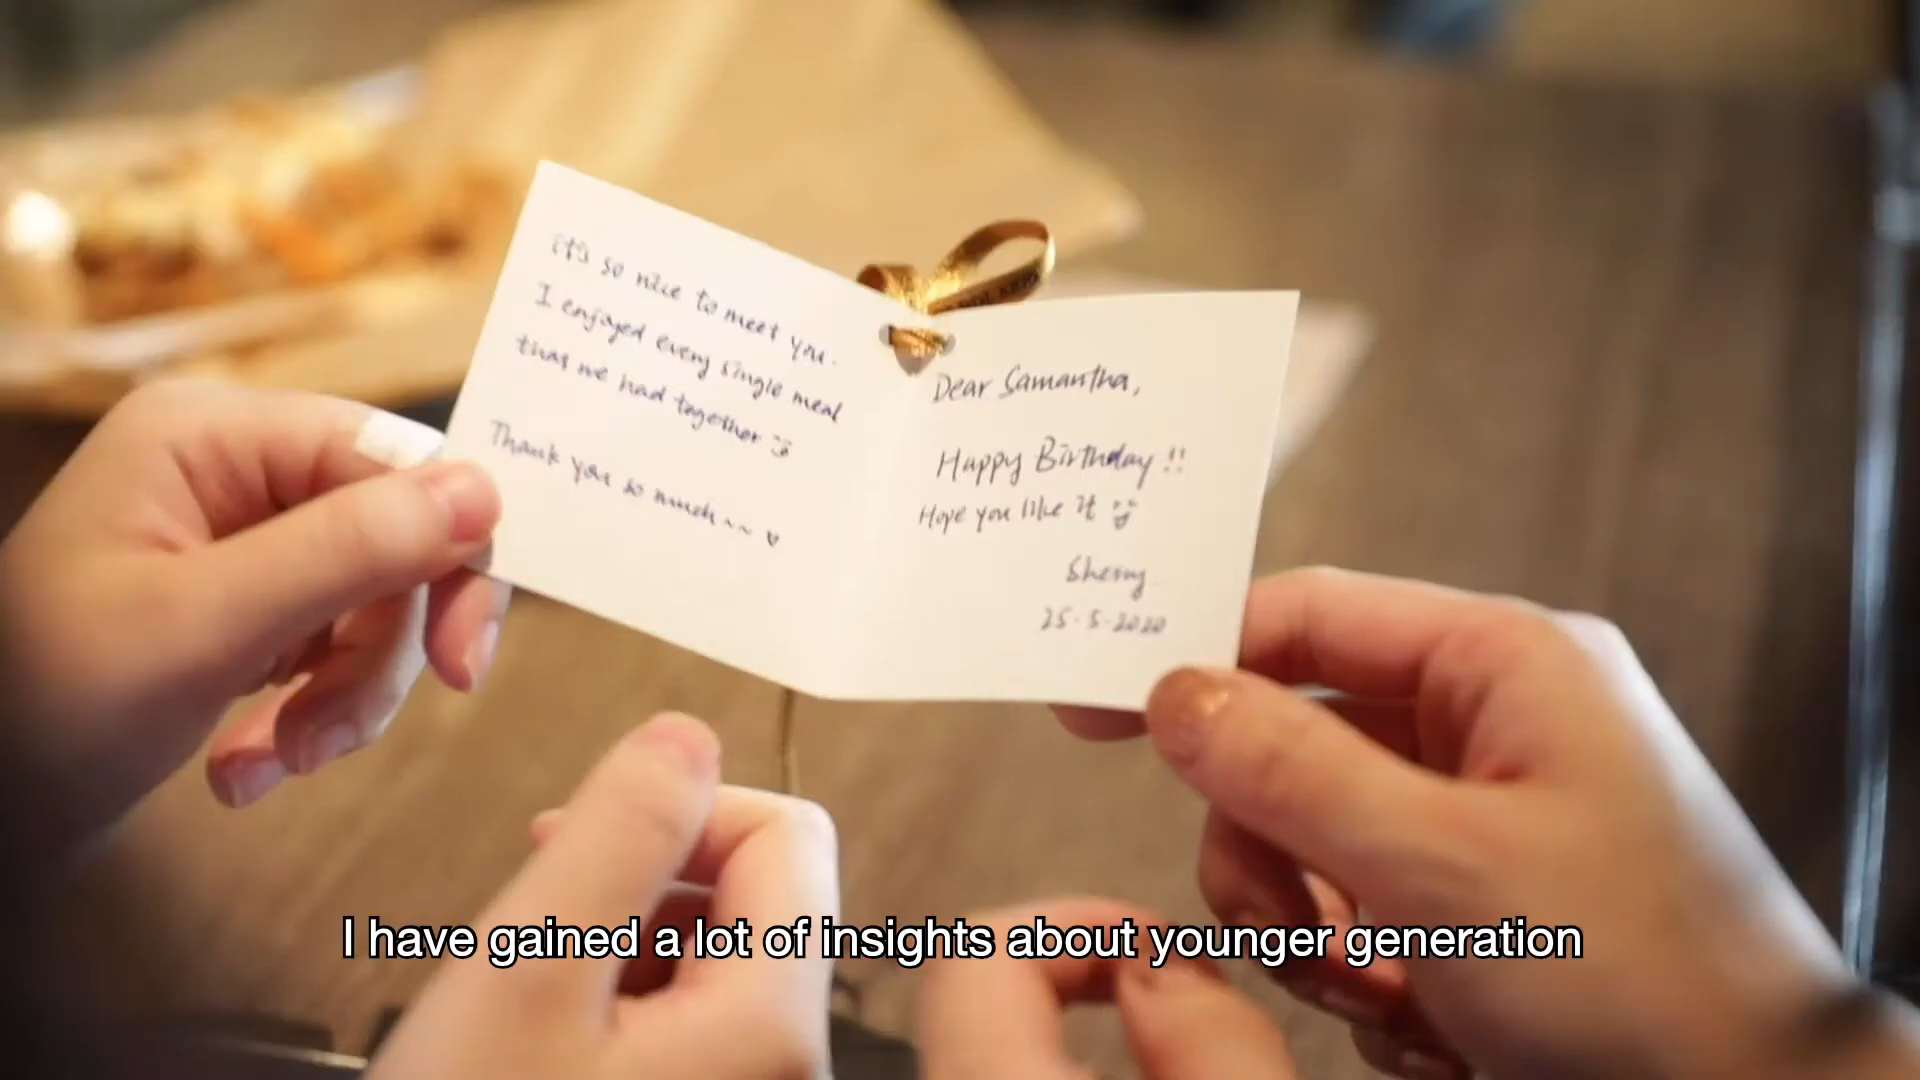 it's so nice to meet you.
I enjoyed every single meal
that we had together
Thank you so much~~ ♡
Dear Samantha,
Happy Birthday !!
Hope you like it
Sherry
25-5-2020
I have gained a lot of insights about younger generation